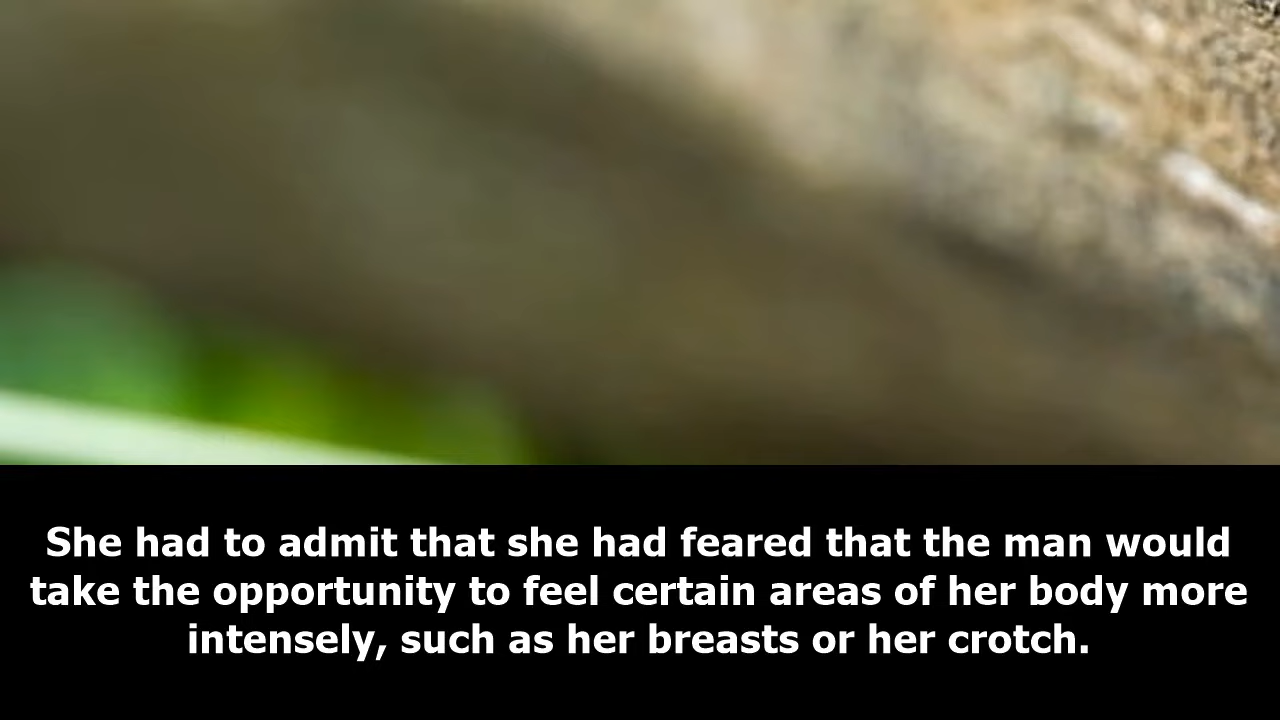 She had to admit that she had feared that the man would
take the opportunity to feel certain areas of her body more
intensely, such as her breasts or her crotch.